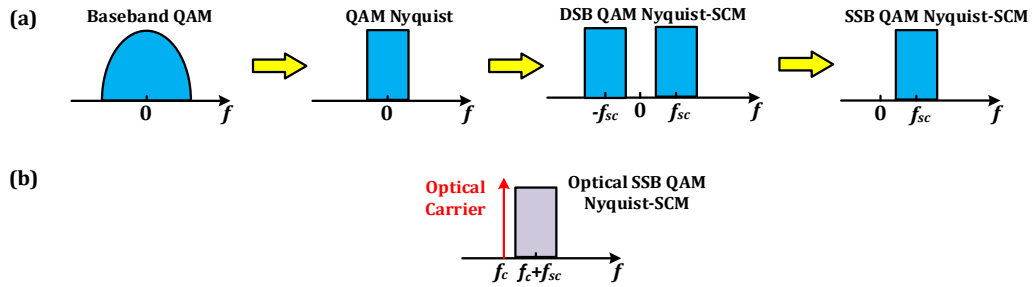 (a)
Baseband QAM
QAM Nyquist
DSB QAM Nyquist-SCM
SSB QAM Nyquist-SCM
0 f
0 f
-fsc 0 fsc f
0 fsc f
(b)
Optical
Carrier
Optical SSB QAM
Nyquist-SCM
fc fc+fsc f